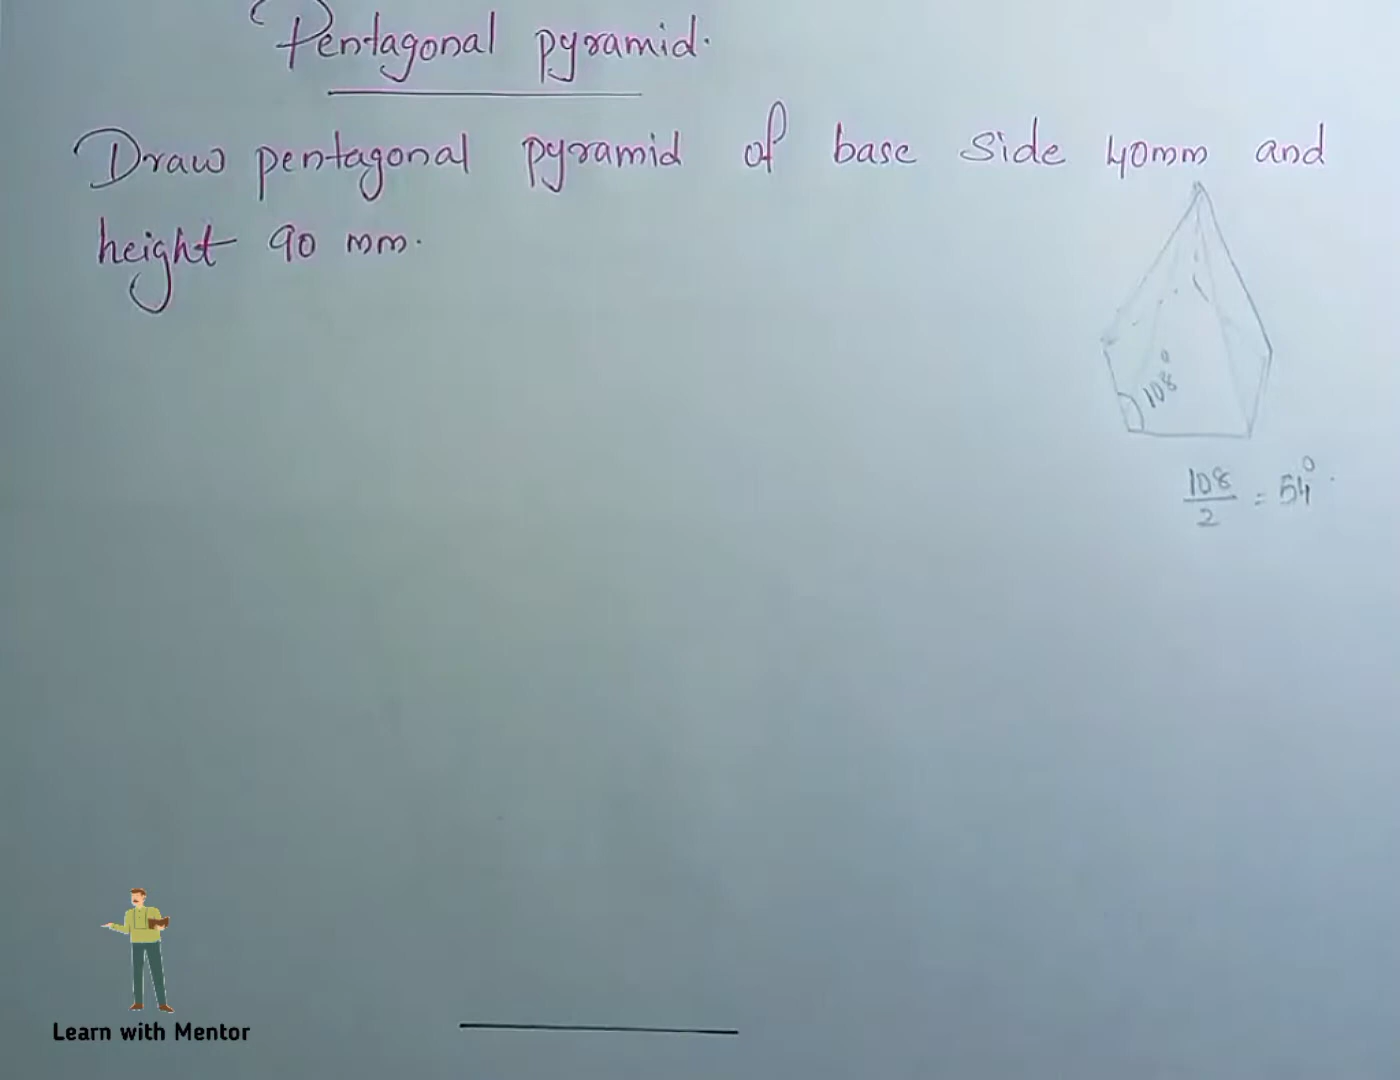 Pentagonal pyramid.
Draw pentagonal pyramid of base side 40mm and
height 90 mm.
108°
108/2 = 54°.
Learn with Mentor